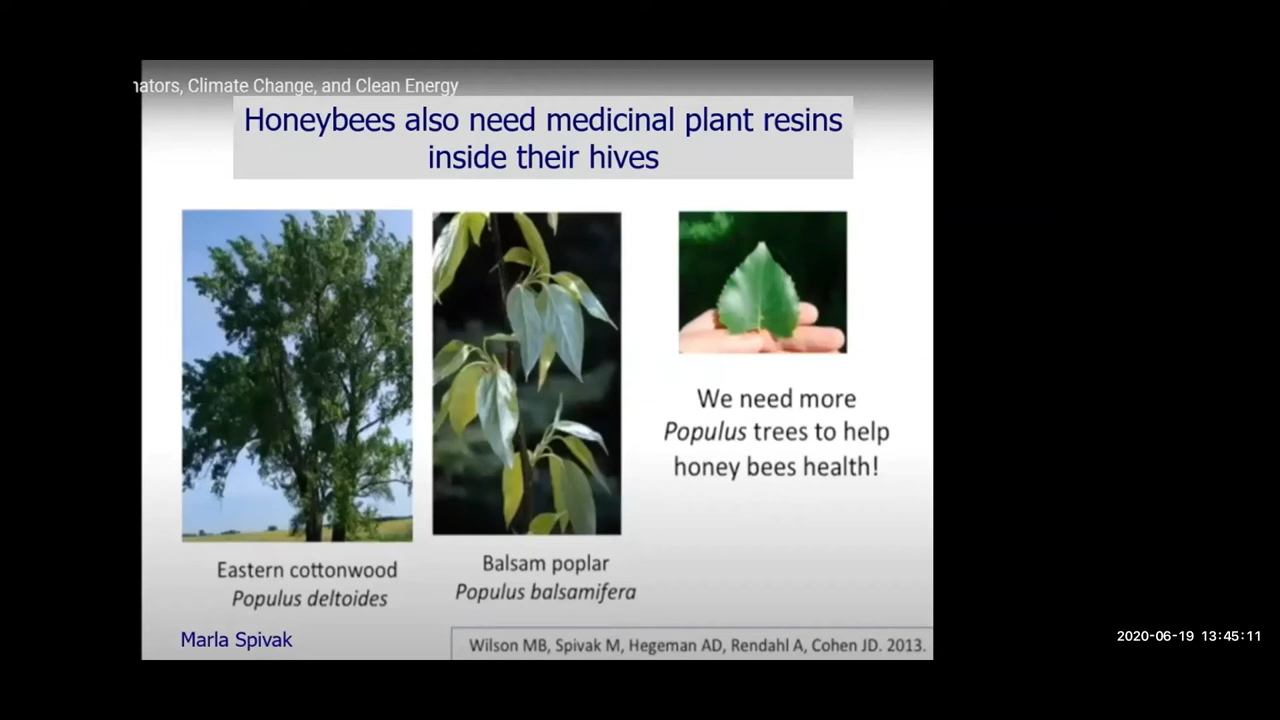 ators, Climate Change, and Clean Energy
Honeybees also need medicinal plant resins
inside their hives
We need more
Populus trees to help
honey bees health!
Eastern cottonwood
Populus deltoides
Balsam poplar
Populus balsamifera
Marla Spivak
Wilson MB, Spivak M, Hegeman AD, Rendahl A, Cohen JD. 2013.
2020-06-19 13:45:11